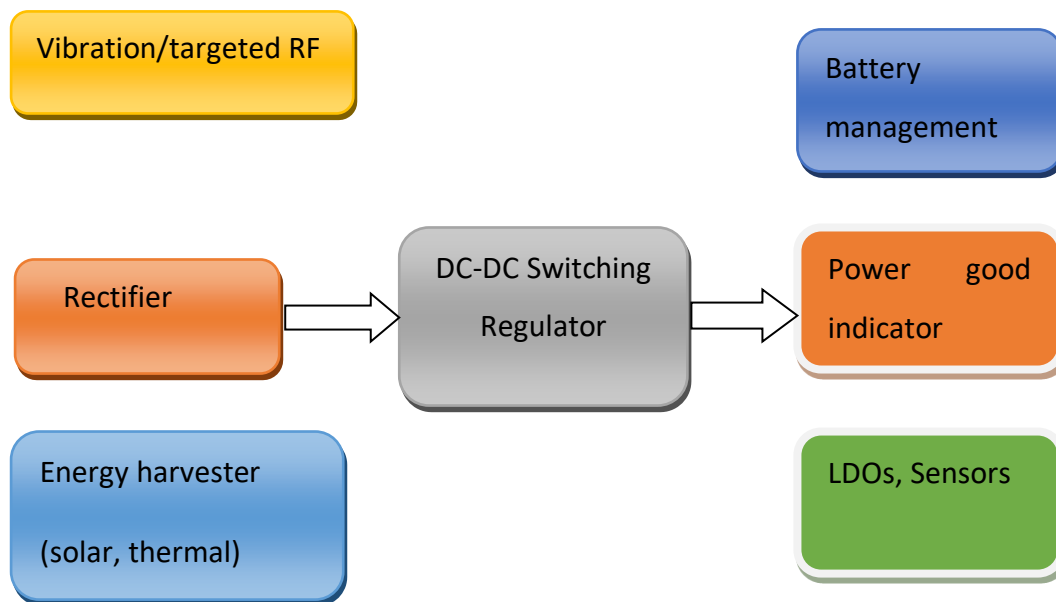 Vibration/targeted RF
Battery
management
Rectifier
DC-DC Switching
Regulator
Power good
indicator
Energy harvester
(solar, thermal)
LDOs, Sensors